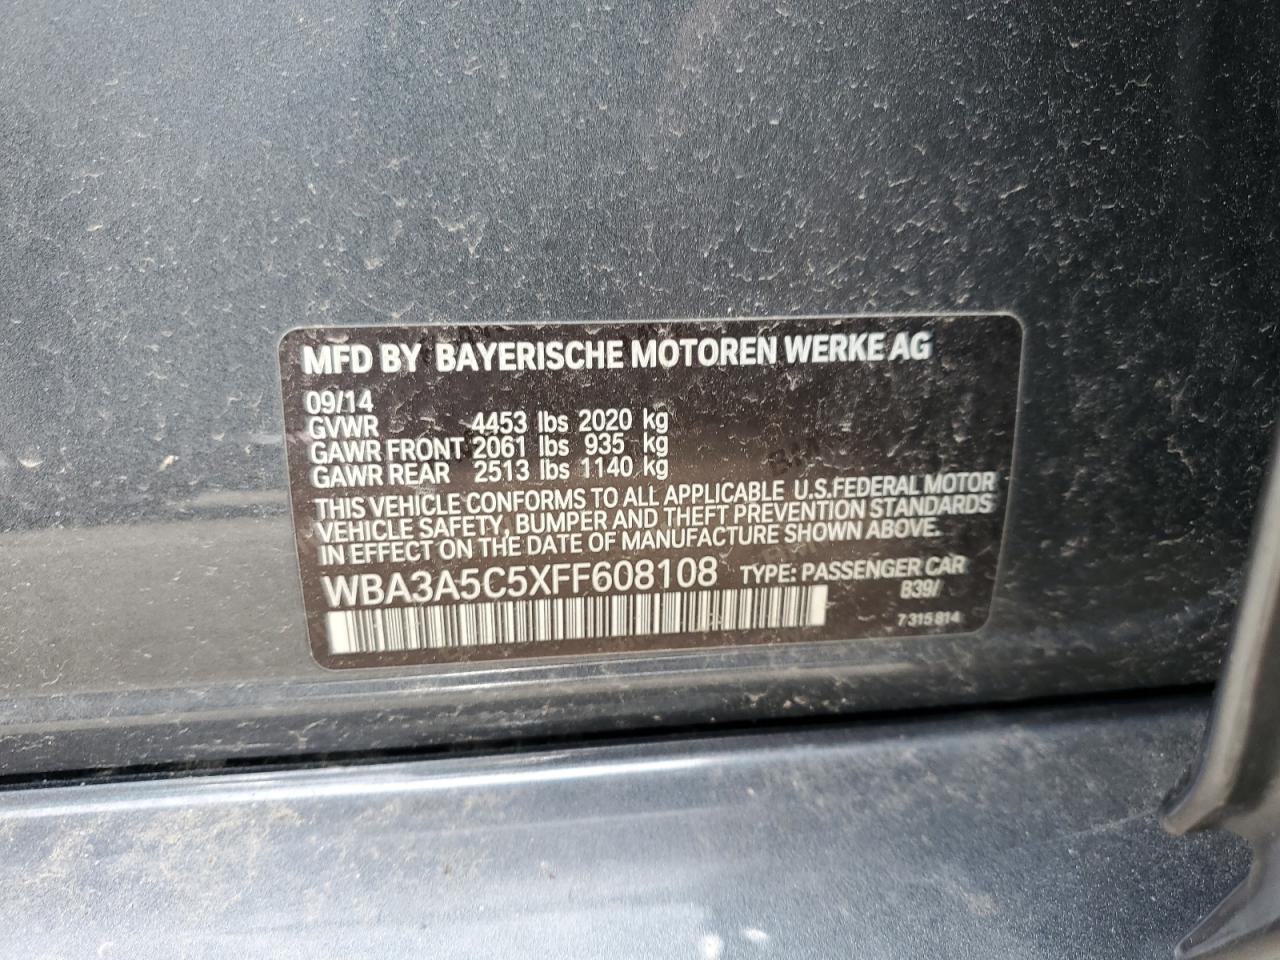 MFD BY BAYERISCHE MOTOREN WERKE AG
09/14
GVWR 4453 lbs 2020 kg
GAWR FRONT 2061 lbs 935 kg
GAWR REAR 2513 lbs 1140 kg
THIS VEHICLE CONFORMS TO ALL APPLICABLE U.S.FEDERAL MOTOR
VEHICLE SAFETY, BUMPER AND THEFT PREVENTION STANDARDS
IN EFFECT ON THE DATE OF MANUFACTURE SHOWN ABOVE.
WBA3A5C5XFF608108 TYPE: PASSENGER CAR
B39/
7 315 814